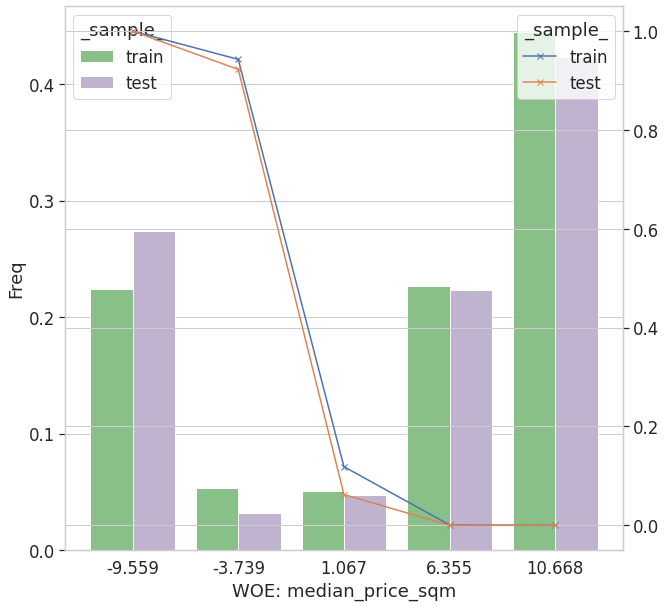 _sample_
train
test
_sample_
train
test
Freq
0.4
0.3
0.2
0.1
0.0
1.0
0.8
0.6
0.4
0.2
0.0
-9.559
-3.739
1.067
6.355
10.668
WOE: median_price_sqm